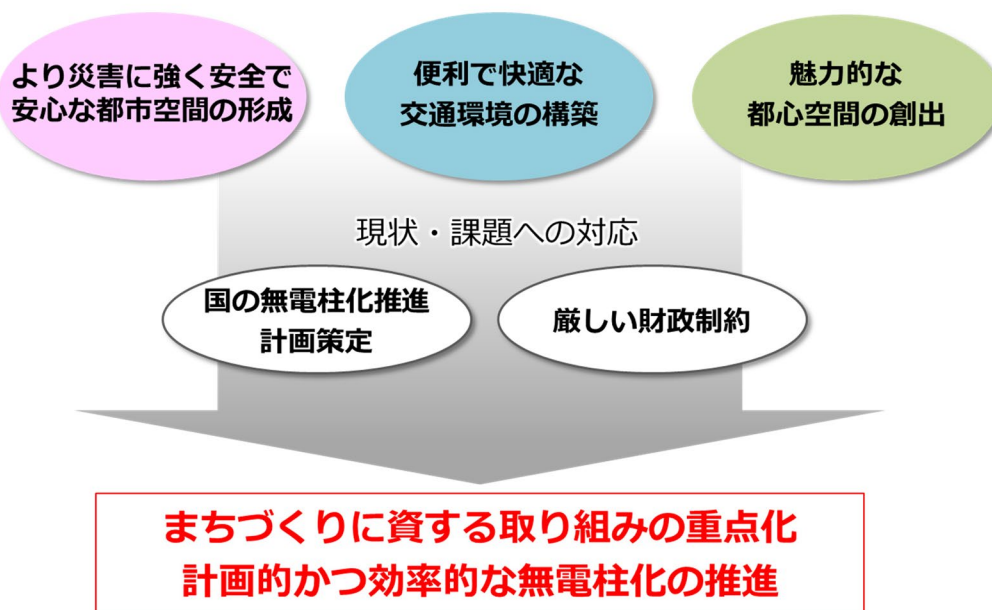 より災害に強く安全で
安心な都市空間の形成
便利で快適な
交通環境の構築
魅力的な
都心空間の創出
現状・課題への対応
国の無電柱化推進
計画策定
厳しい財政制約
まちづくりに資する取り組みの重点化
計画的かつ効率的な無電柱化の推進